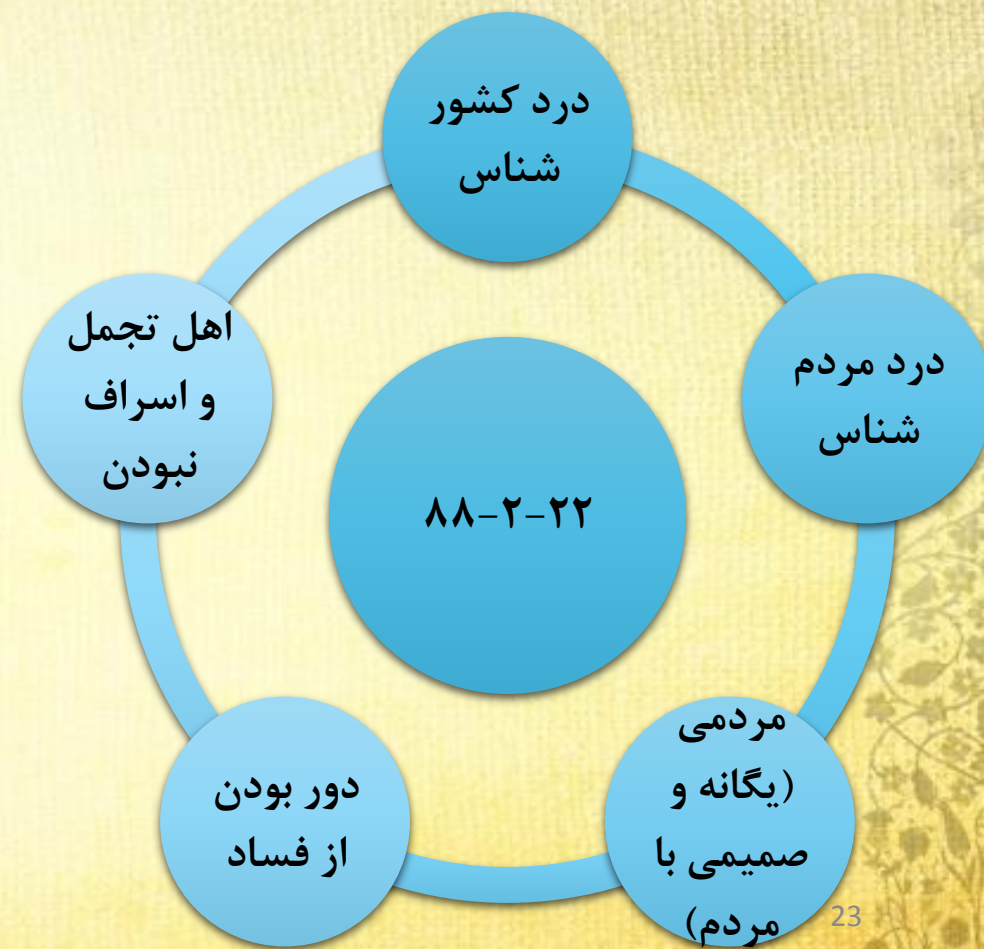 درد کشور
شناس
درد مردم
شناس
مردمی
(یگانه و
صمیمی با
مردم)
دور بودن
از فساد
اهل تجمل
و اسراف
نبودن
۸۸-۲-۲۲
23